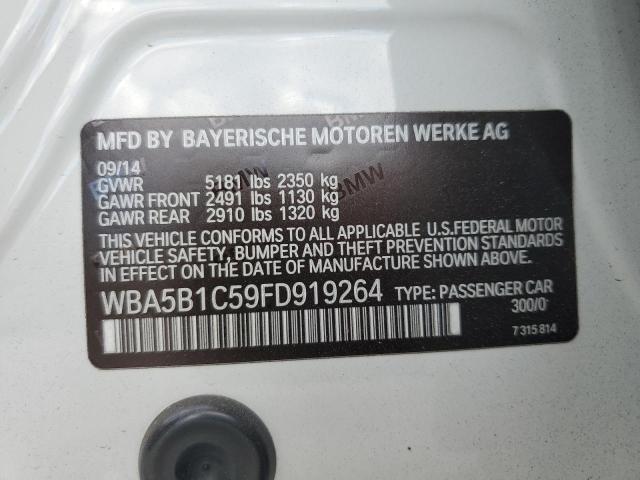 MFD BY BAYERISCHE MOTOREN WERKE AG
09/14
GVWR 5181 lbs 2350 kg
GAWR FRONT 2491 lbs 1130 kg
GAWR REAR 2910 lbs 1320 kg
BMW
THIS VEHICLE CONFORMS TO ALL APPLICABLE U.S.FEDERAL MOTOR
VEHICLE SAFETY, BUMPER AND THEFT PREVENTION STANDARDS
IN EFFECT ON THE DATE OF MANUFACTURE SHOWN ABOVE.
WBA5B1C59FD919264 TYPE: PASSENGER CAR
300/0
7 315 814